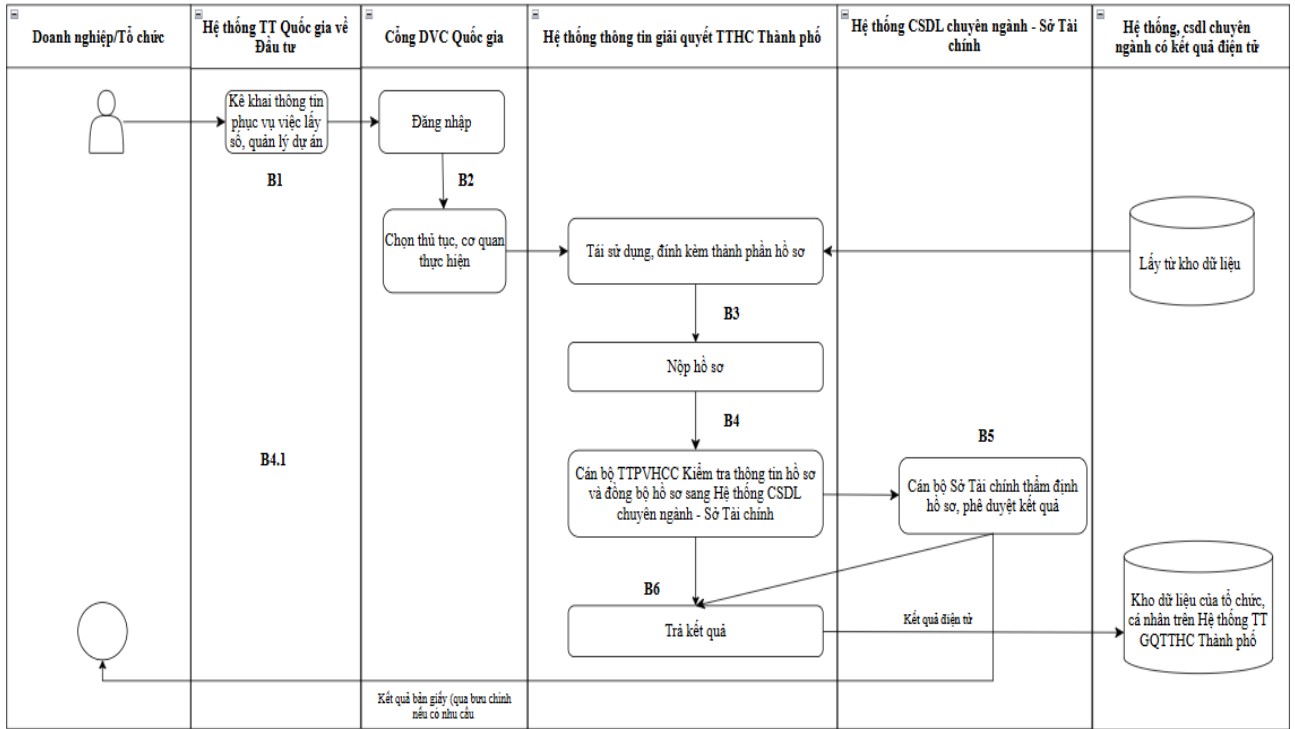 Doanh nghiệp/Tổ chức
Hệ thống TT Quốc gia về
Đầu tư
Cổng DVC Quốc gia
Hệ thống thông tin giải quyết TTHC Thành phố
Hệ thống CSDL chuyên ngành - Sở Tài
chính
Hệ thống, csdl chuyên
ngành có kết quả điện tử
Kê khai thông tin
phục vụ việc lấy
số, quản lý dự án
Đăng nhập
B1
B2
Chọn thủ tục, cơ quan
thực hiện
Tái sử dụng, đính kèm thành phần hồ sơ
Lấy từ kho dữ liệu
B3
Nộp hồ sơ
B4
B4.1
B5
Cán bộ TTPVHCC Kiểm tra thông tin hồ sơ
và đồng bộ hồ sơ sang Hệ thống CSDL
chuyên ngành - Sở Tài chính
Cán bộ Sở Tài chính thẩm định
hồ sơ, phê duyệt kết quả
B6
Trả kết quả
Kết quả điện tử
Kho dữ liệu của tổ chức,
cá nhân trên Hệ thống TT
GQTTHC Thành phố
Kết quả bản giấy (qua bưu chính
nếu có nhu cầu